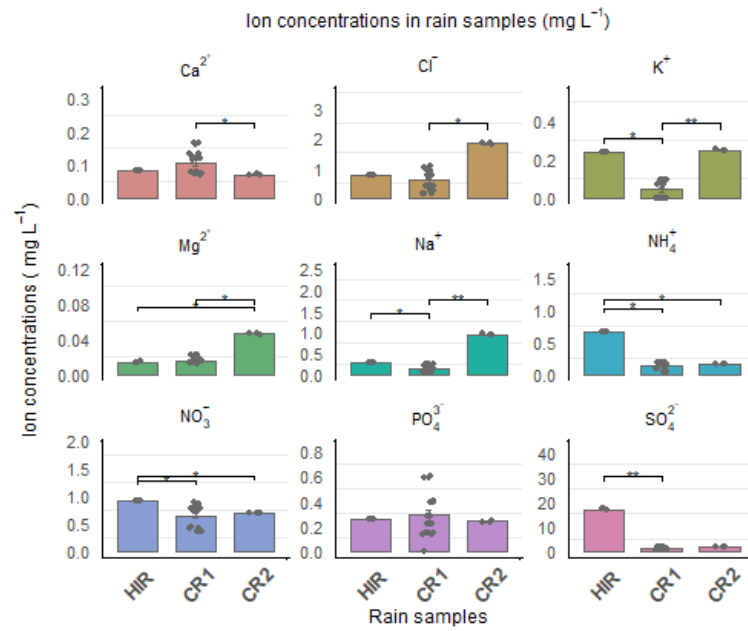 Ion concentrations in rain samples (mg L⁻¹)
Ca²⁺ Cl⁻ K⁺
0.3 3 0.4
0.2 2 0.2
0.1 1 0.0
0.0 0
* * * **
Ion concentrations ( mg L⁻¹)
Mg²⁺ Na⁺ NH₄⁺
0.12 2.5 1.5
0.08 2.0 1.0
0.04 1.5 0.5
0.00 1.0 0.0
0.5
0.0
* * * ** * *
NO₃⁻ PO₄³⁻ SO₄²⁻
2.0 0.8 40
1.5 0.6 30
1.0 0.4 20
0.5 0.2 10
0.0 0.0 0
* * **
HIR CR1 CR2 HIR CR1 CR2 HIR CR1 CR2
Rain samples